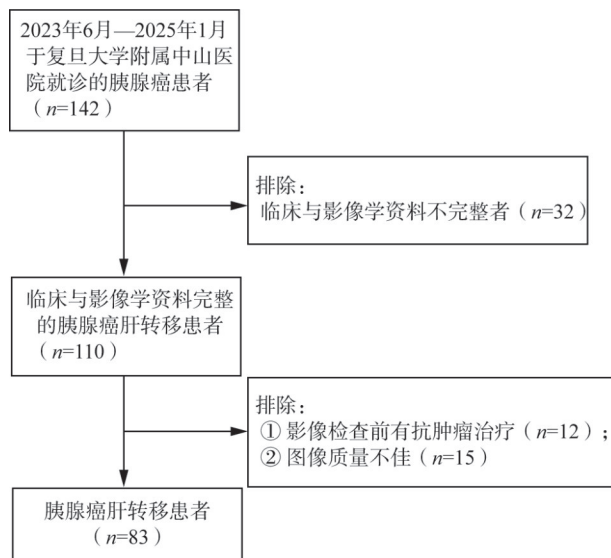 2023年6月—2025年1月
于复旦大学附属中山医
院就诊的胰腺癌患者
（n=142）
排除：
临床与影像学资料不完整者（n=32）
临床与影像学资料完整
的胰腺癌肝转移患者
（n=110）
排除：
① 影像检查前有抗肿瘤治疗（n=12）；
② 图像质量不佳（n=15）
胰腺癌肝转移患者
（n=83）